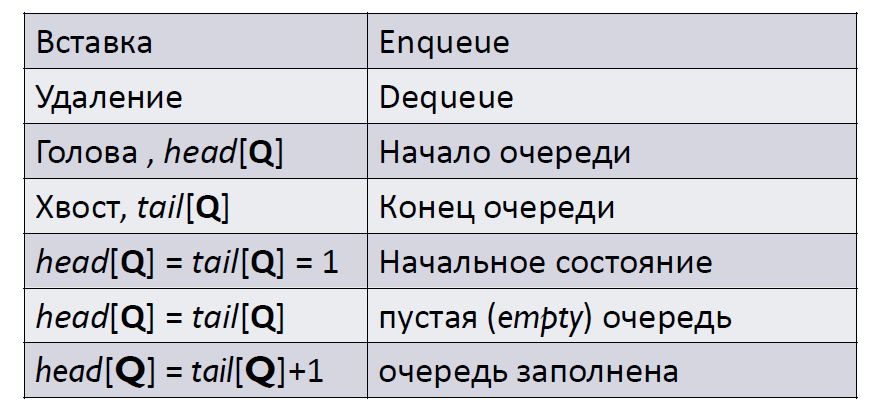 Вставка Enqueue
Удаление Dequeue
Голова , head[Q] Начало очереди
Хвост, tail[Q] Конец очереди
head[Q] = tail[Q] = 1 Начальное состояние
head[Q] = tail[Q] пустая (empty) очередь
head[Q] = tail[Q]+1 очередь заполнена